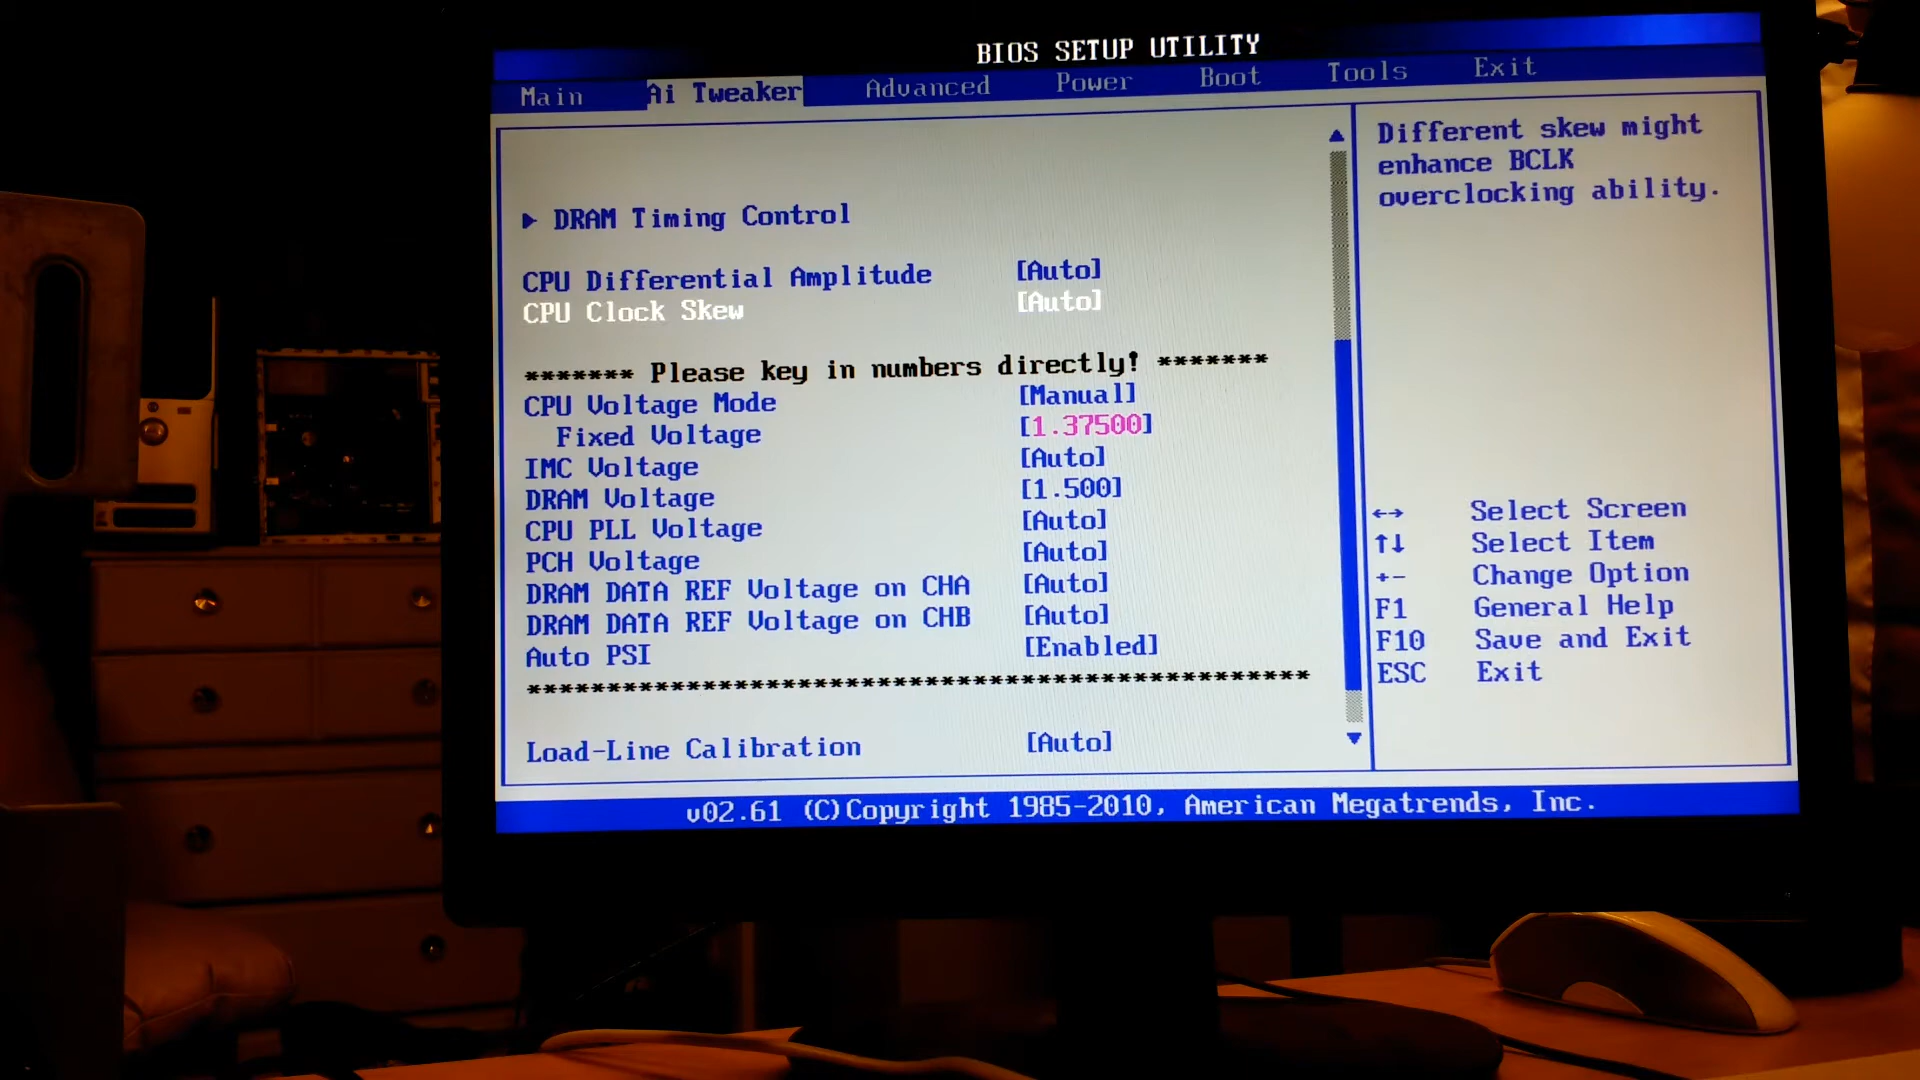 BIOS SETUP UTILITY
Main Ai Tweaker Advanced Power Boot Tools Exit
DRAM Timing Control
CPU Differential Amplitude [Auto]
CPU Clock Skew [Auto]
******* Please key in numbers directly! *******
CPU Voltage Mode [Manual]
Fixed Voltage [1.37500]
IMC Voltage [Auto]
DRAM Voltage [1.500]
CPU PLL Voltage [Auto]
PCH Voltage [Auto]
DRAM DATA REF Voltage on CHA [Auto]
DRAM DATA REF Voltage on CHB [Auto]
Auto PSI [Enabled]
**************************************************
Load-Line Calibration [Auto]
Different skew might
enhance BCLK
overclocking ability.
←→ Select Screen
↑↓ Select Item
+- Change Option
F1 General Help
F10 Save and Exit
ESC Exit
v02.61 (C)Copyright 1985-2010, American Megatrends, Inc.